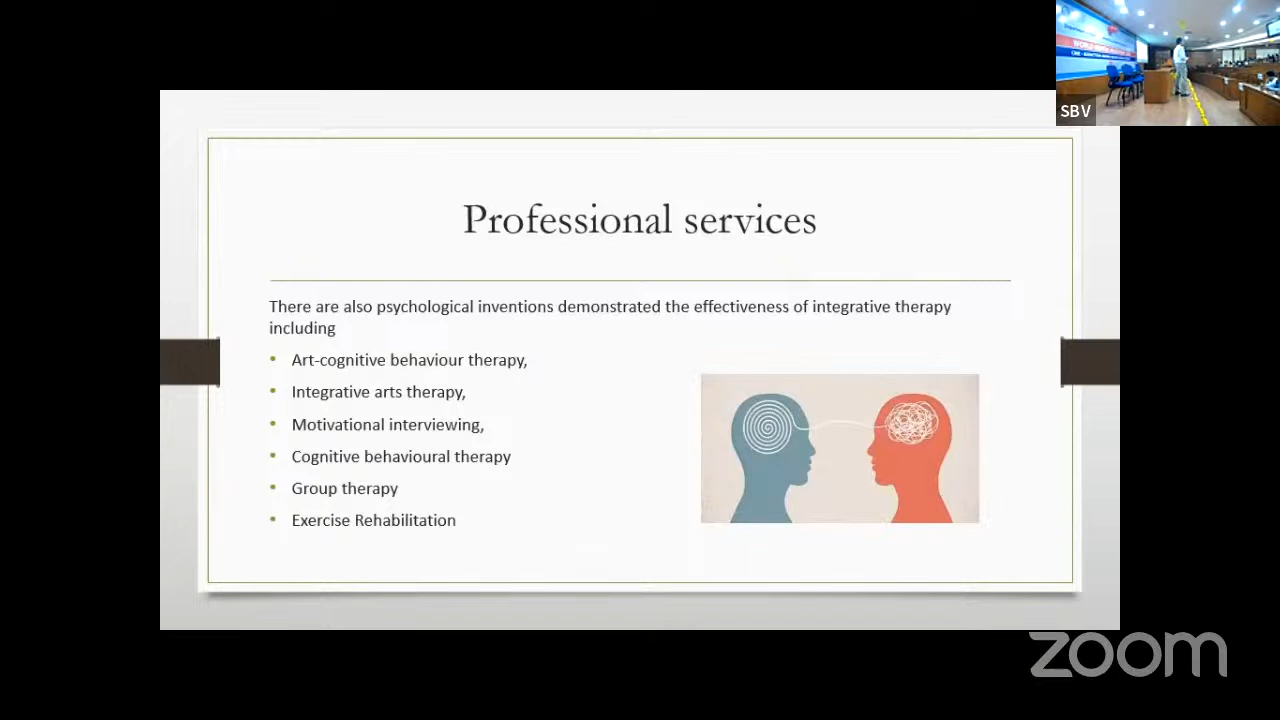 SBV
Professional services
There are also psychological inventions demonstrated the effectiveness of integrative therapy
including
• Art-cognitive behaviour therapy,
• Integrative arts therapy,
• Motivational interviewing,
• Cognitive behavioural therapy
• Group therapy
• Exercise Rehabilitation
zoom